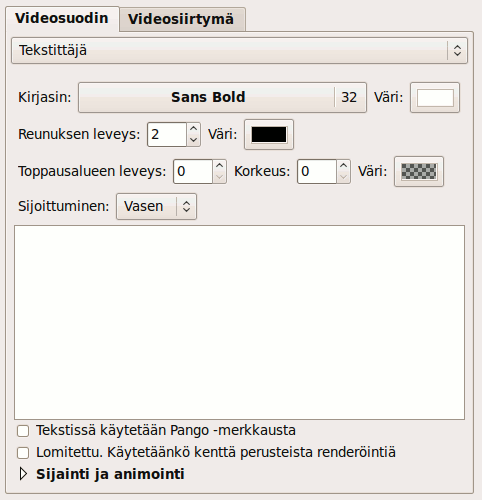 Videosuodin Videosiirtymä
Tekstittäjä
Kirjasin: Sans Bold 32 Väri:
Reunuksen leveys: 2 Väri:
Toppausalueen leveys: 0 Korkeus: 0 Väri:
Sijoittuminen: Vasen
Tekstissä käytetään Pango -merkkausta
Lomitettu. Käytetäänkö kenttä perusteista renderöintiä
Sijainti ja animointi